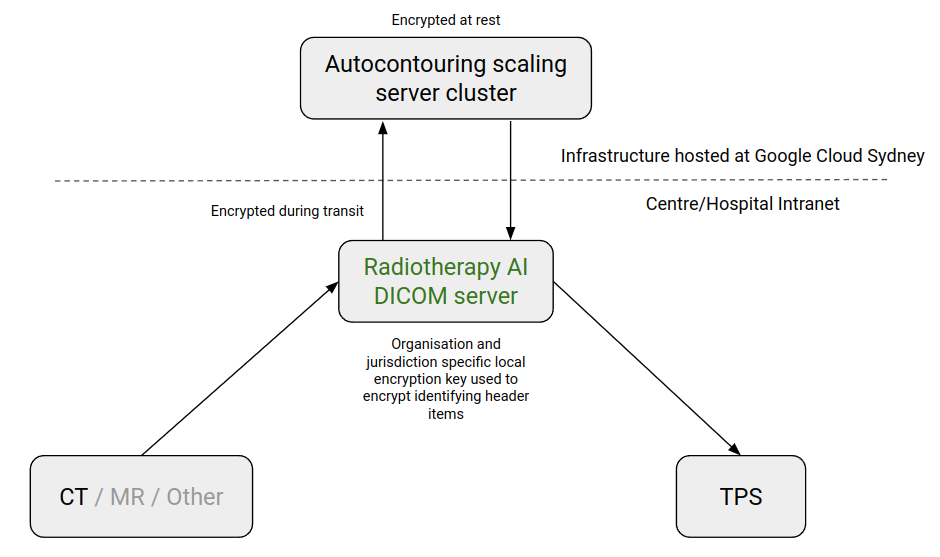 Encrypted at rest
Autocontouring scaling
server cluster
Infrastructure hosted at Google Cloud Sydney
Centre/Hospital Intranet
Encrypted during transit
Radiotherapy AI
DICOM server
Organisation and
jurisdiction specific local
encryption key used to
encrypt identifying header
items
CT / MR / Other
TPS